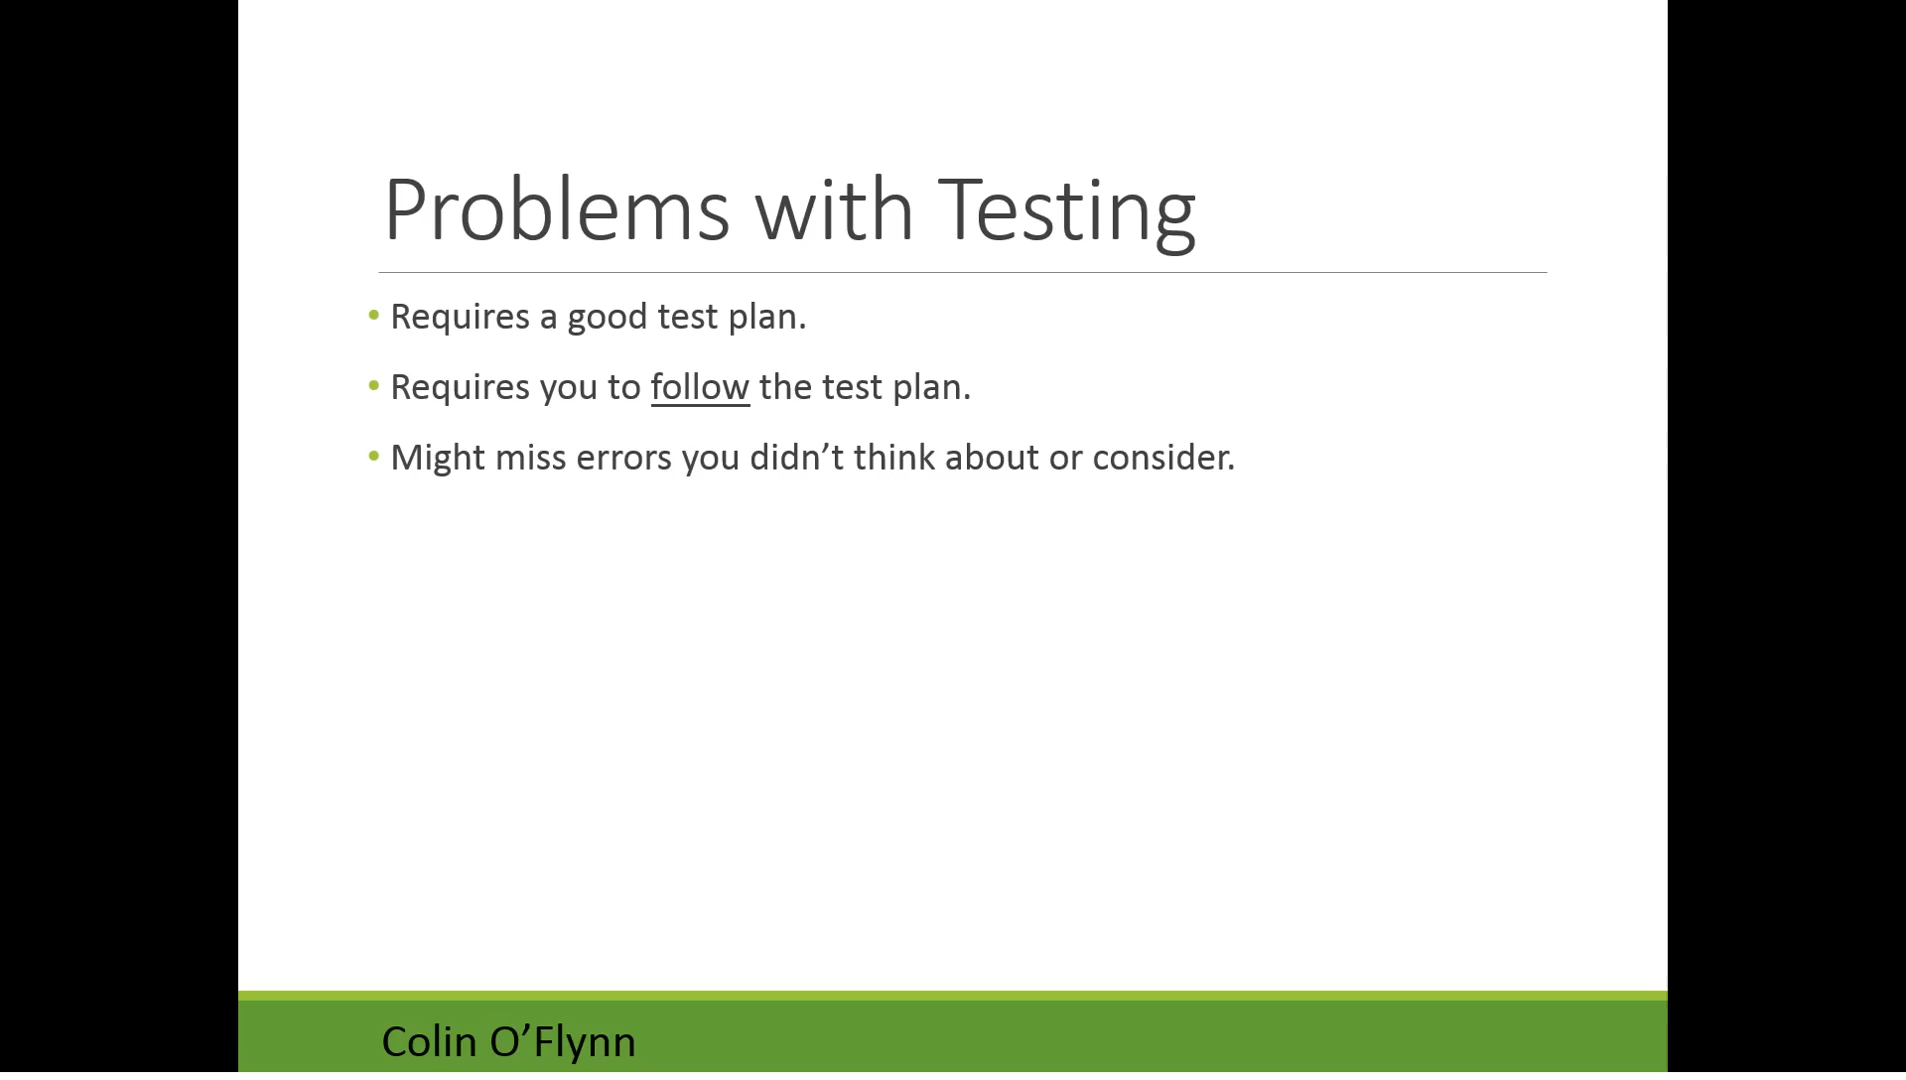 Problems with Testing
• Requires a good test plan.
• Requires you to follow the test plan.
• Might miss errors you didn’t think about or consider.
Colin O’Flynn